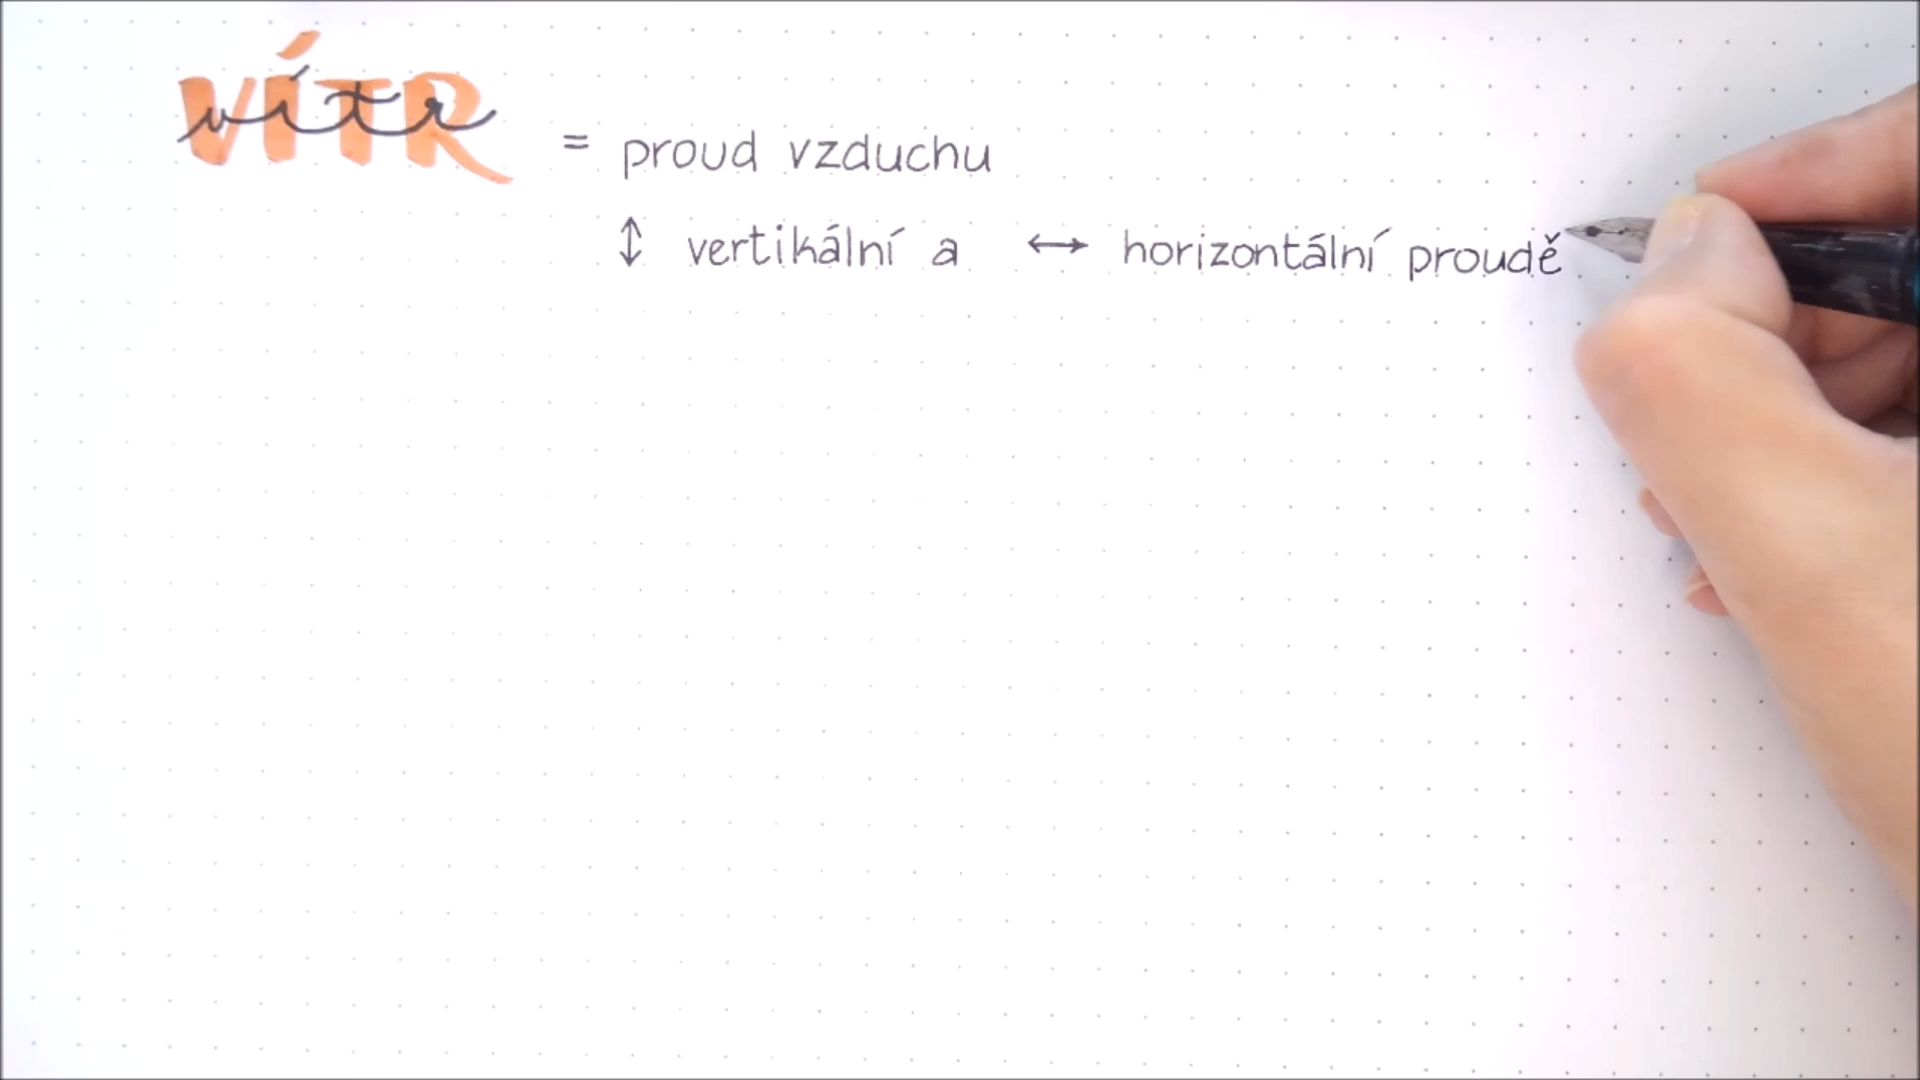 VÍTR
vítr
= proud vzduchu
↕ vertikální a ↔ horizontální proudě